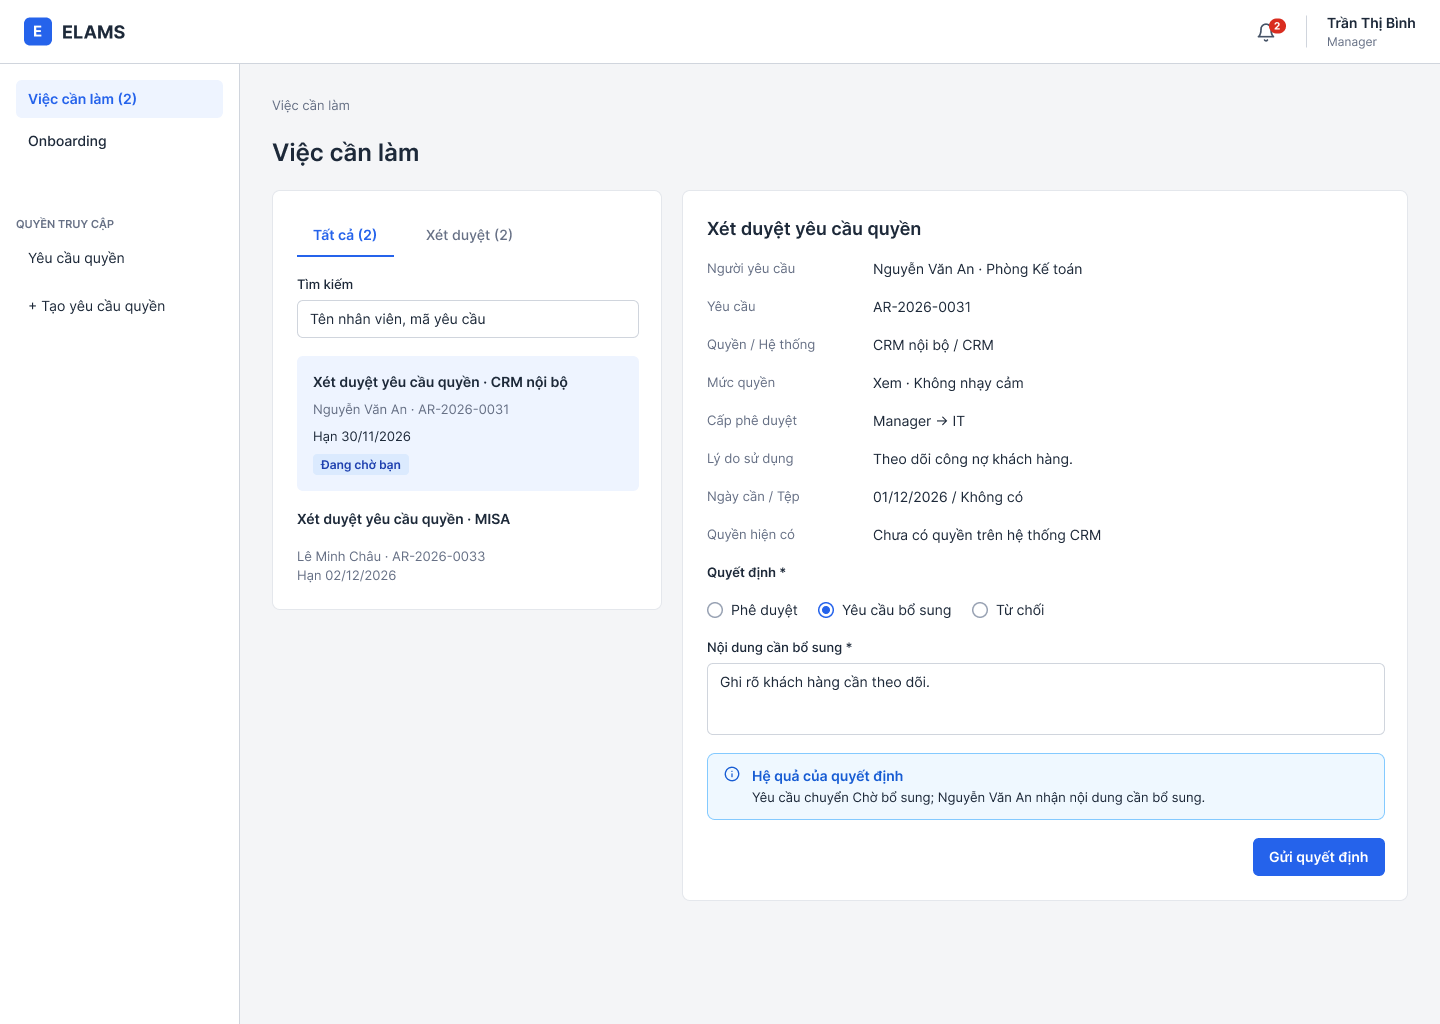 E ELAMS
2
Trần Thị Bình
Manager
Việc cần làm (2)
Onboarding
QUYỀN TRUY CẬP
Yêu cầu quyền
+ Tạo yêu cầu quyền
Việc cần làm
Việc cần làm
Tất cả (2) Xét duyệt (2)
Tìm kiếm
Tên nhân viên, mã yêu cầu
Xét duyệt yêu cầu quyền · CRM nội bộ
Nguyễn Văn An · AR-2026-0031
Hạn 30/11/2026
Đang chờ bạn
Xét duyệt yêu cầu quyền · MISA
Lê Minh Châu · AR-2026-0033
Hạn 02/12/2026
Xét duyệt yêu cầu quyền
Người yêu cầu Nguyễn Văn An · Phòng Kế toán
Yêu cầu AR-2026-0031
Quyền / Hệ thống CRM nội bộ / CRM
Mức quyền Xem · Không nhạy cảm
Cấp phê duyệt Manager → IT
Lý do sử dụng Theo dõi công nợ khách hàng.
Ngày cần / Tệp 01/12/2026 / Không có
Quyền hiện có Chưa có quyền trên hệ thống CRM
Quyết định *
Phê duyệt Yêu cầu bổ sung Từ chối
Nội dung cần bổ sung *
Ghi rõ khách hàng cần theo dõi.
Hệ quả của quyết định
Yêu cầu chuyển Chờ bổ sung; Nguyễn Văn An nhận nội dung cần bổ sung.
Gửi quyết định